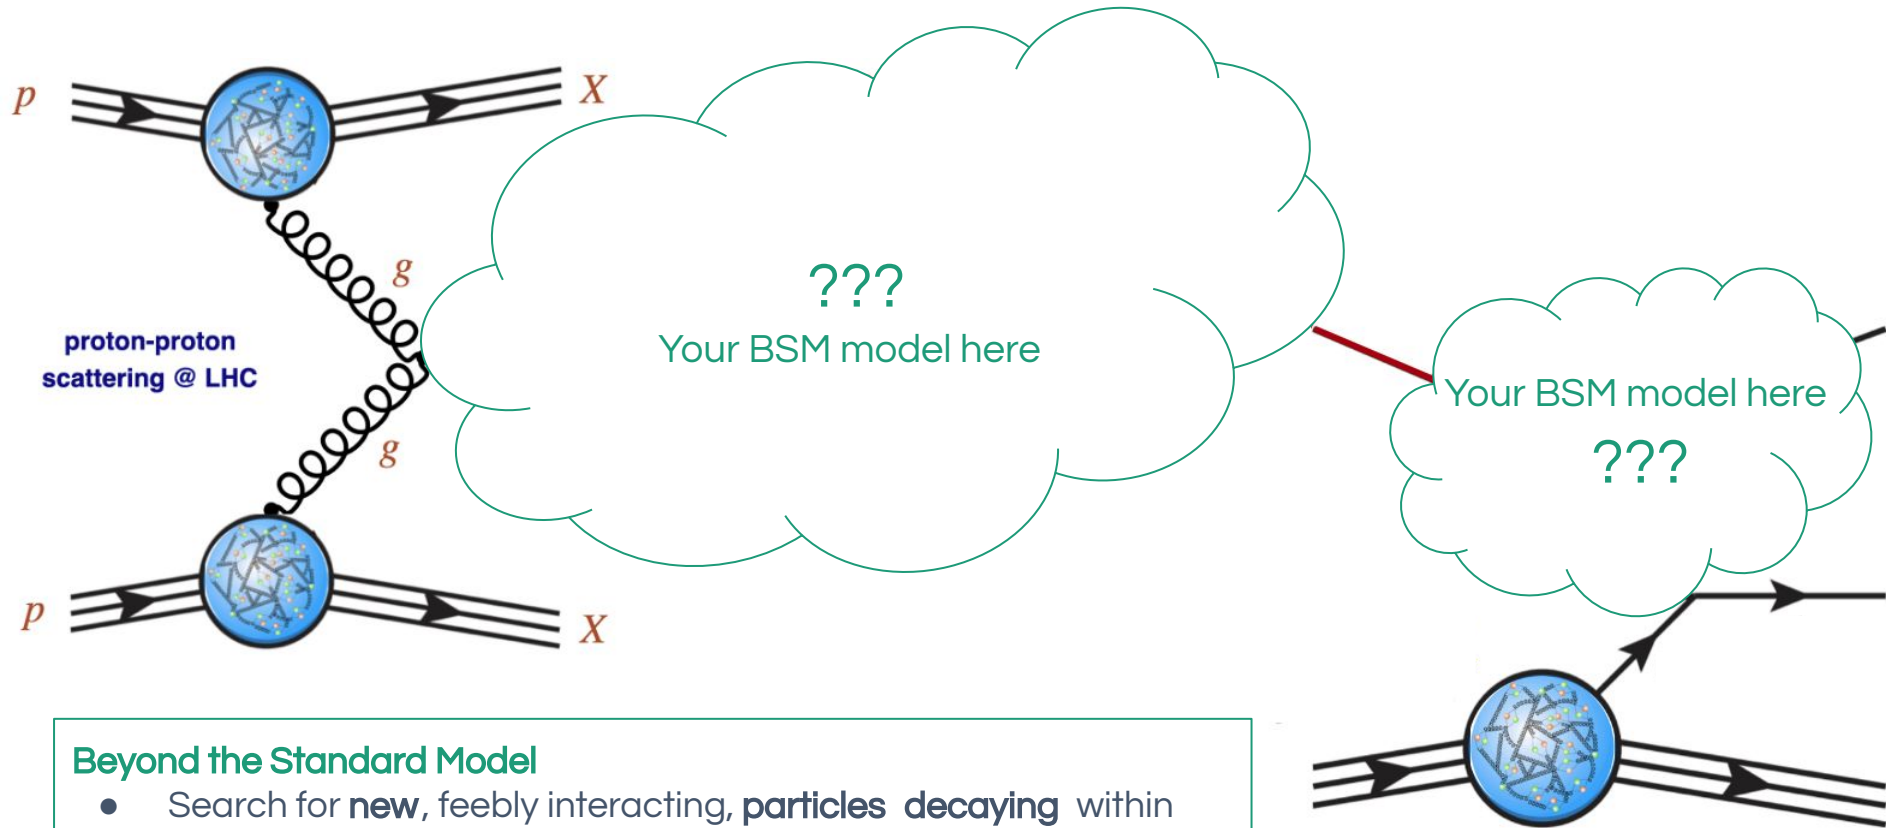 p
X
g
???
Your BSM model here
proton-proton
scattering @ LHC
Your BSM model here
???
g
p
X
Beyond the Standard Model
● Search for new, feebly interacting, particles decaying within